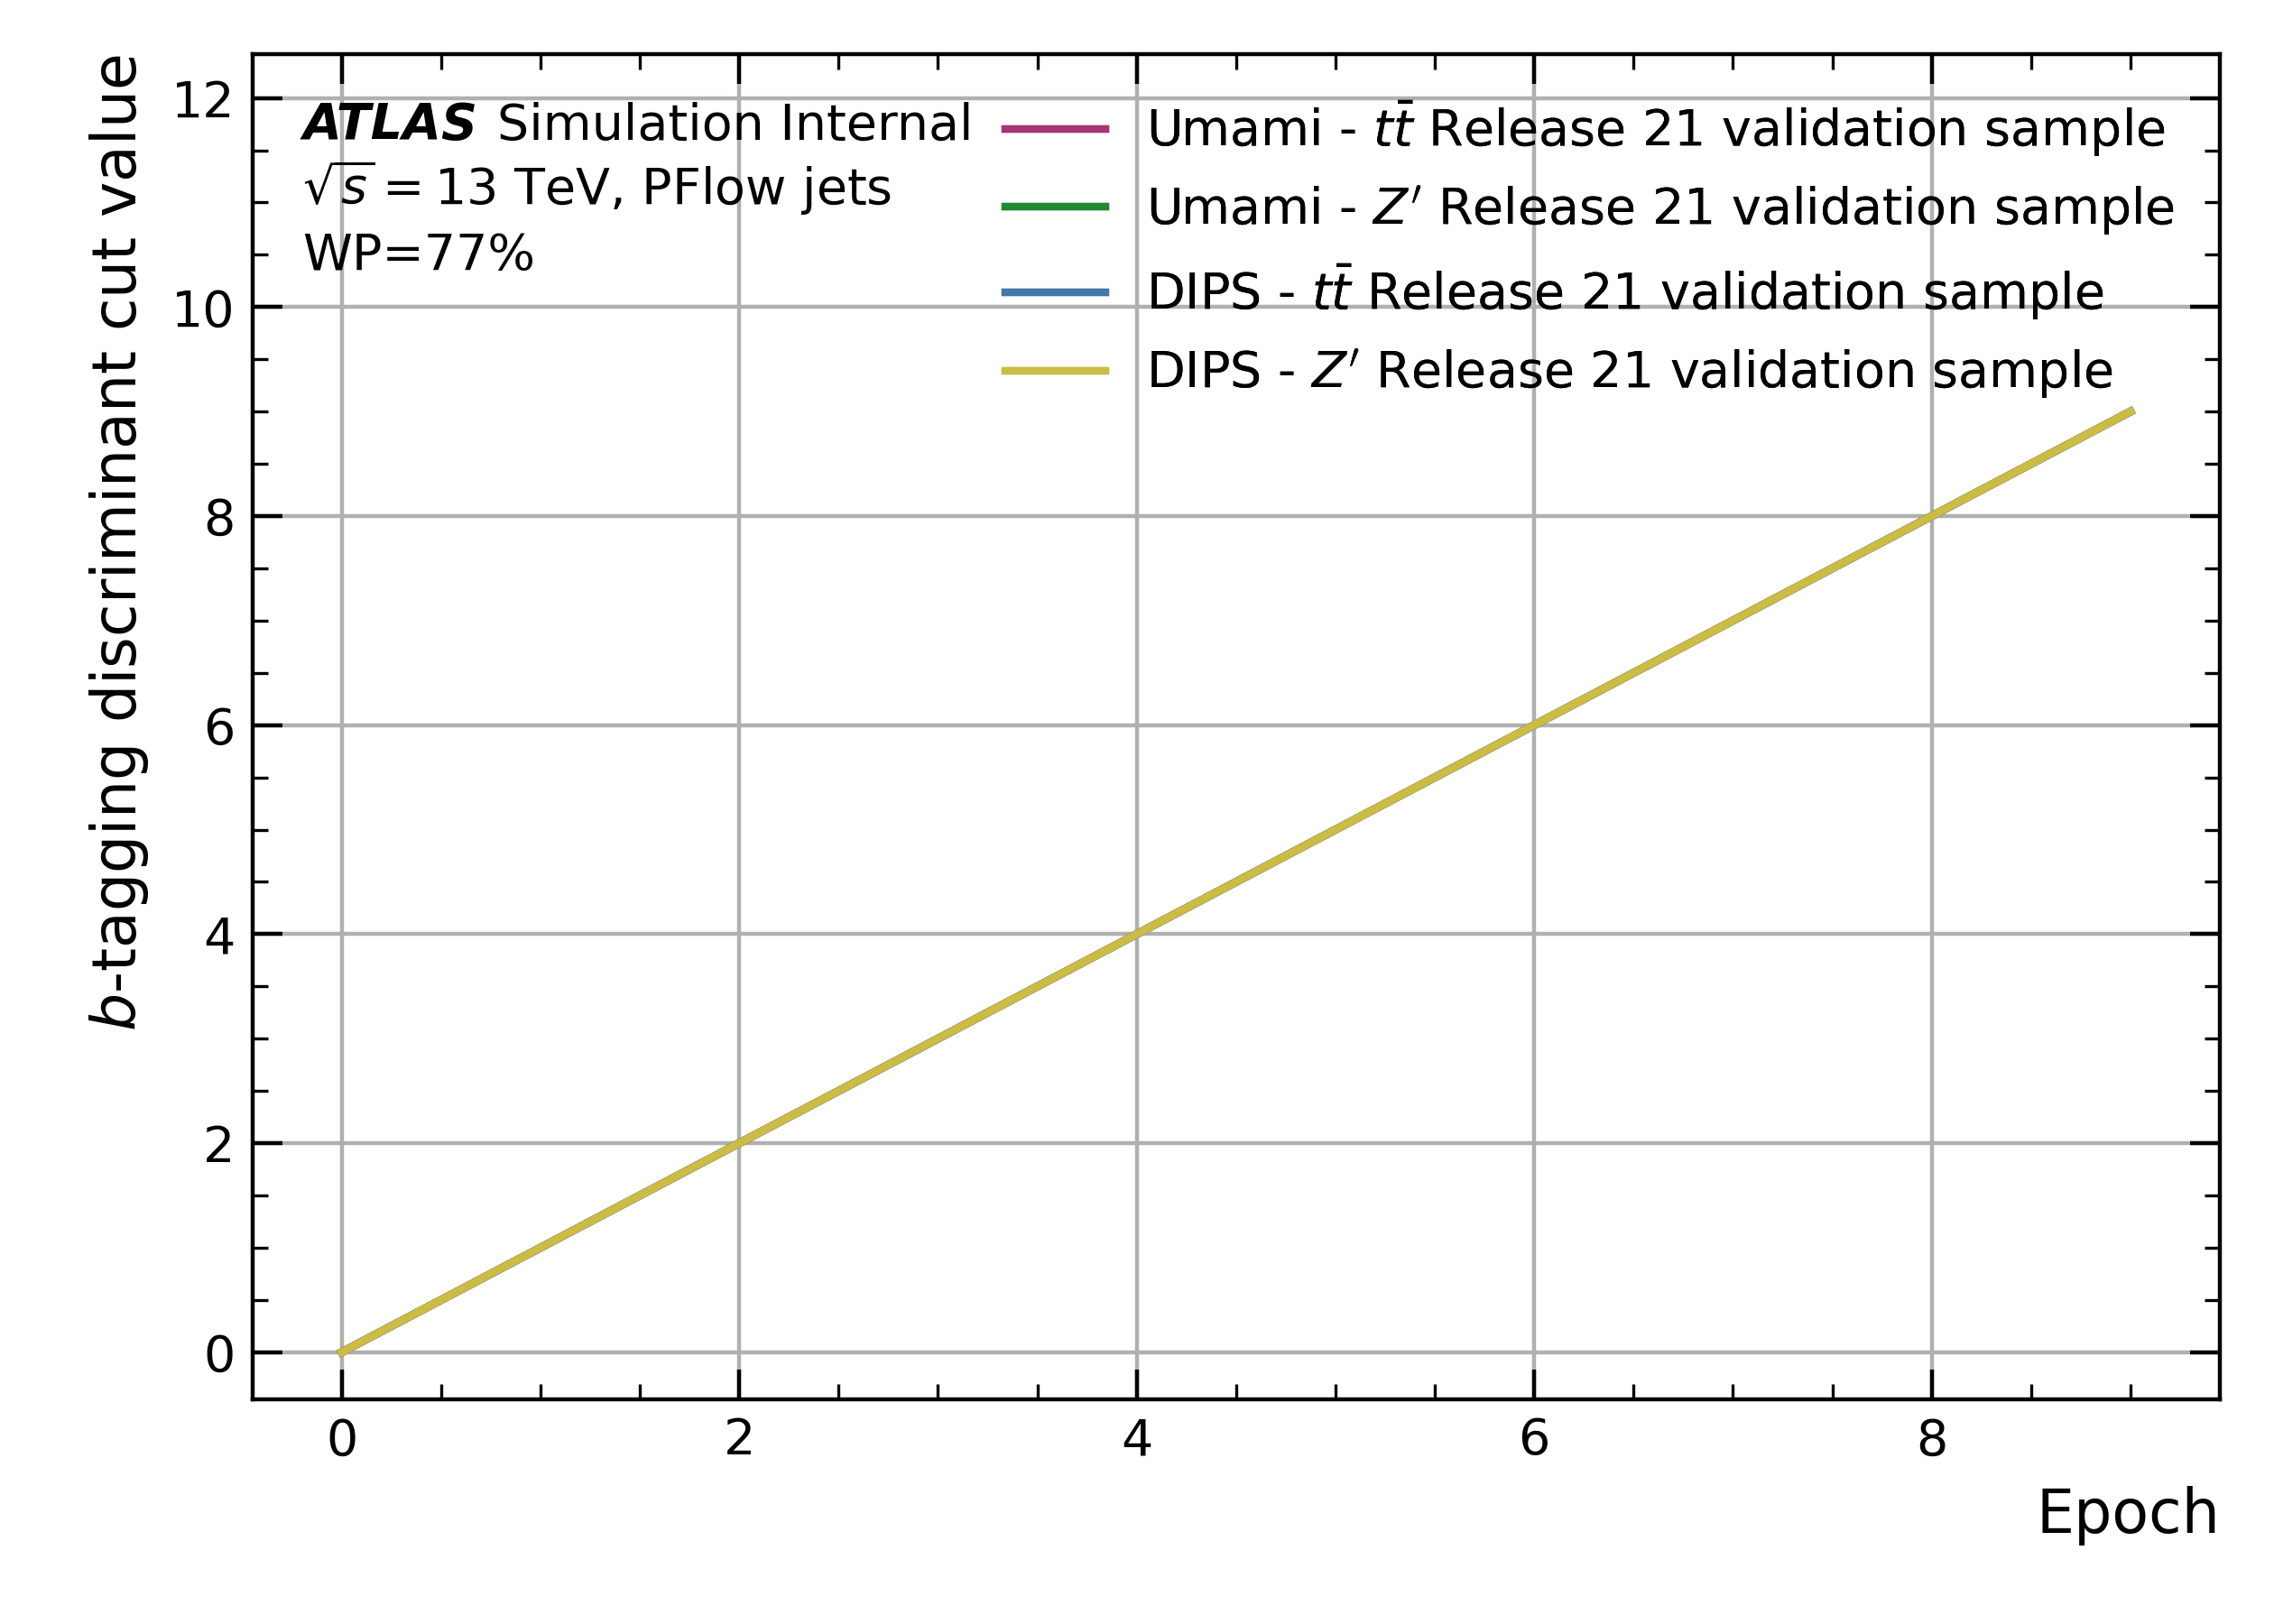 b-tagging discriminant cut value
12
10
8
6
4
2
0
ATLAS Simulation Internal
√s = 13 TeV, PFlow jets
WP=77%
Umami - tt̄ Release 21 validation sample
Umami - Z′ Release 21 validation sample
DIPS - tt̄ Release 21 validation sample
DIPS - Z′ Release 21 validation sample
0 2 4 6 8
Epoch